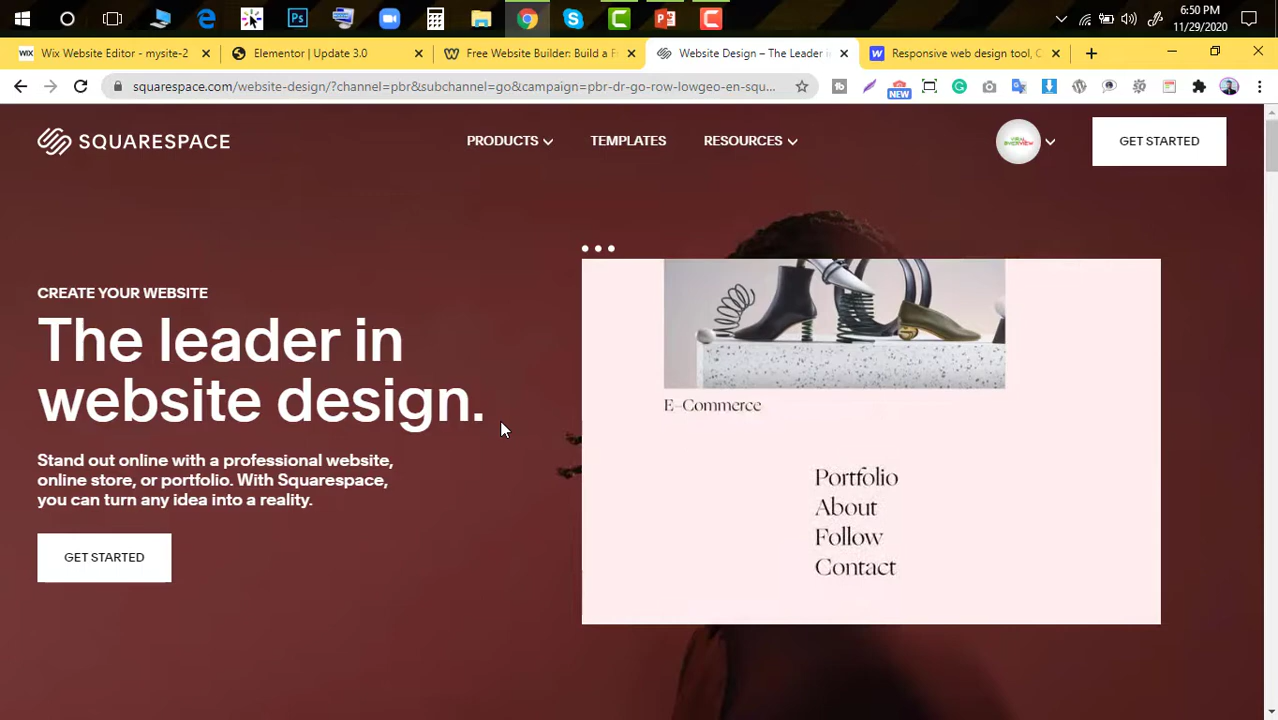 6:50 PM
11/29/2020
Wix Website Editor - mysite-2
Elementor | Update 3.0
Free Website Builder: Build a F
Website Design – The Leader i
Responsive web design tool, C
squarespace.com/website-design/?channel=pbr&subchannel=go&campaign=pbr-dr-go-row-lowgeo-en-squ...
NEW
SQUARESPACE
PRODUCTS
TEMPLATES
RESOURCES
GET STARTED
CREATE YOUR WEBSITE
The leader in
website design.
Stand out online with a professional website,
online store, or portfolio. With Squarespace,
you can turn any idea into a reality.
GET STARTED
E-Commerce
Portfolio
About
Follow
Contact